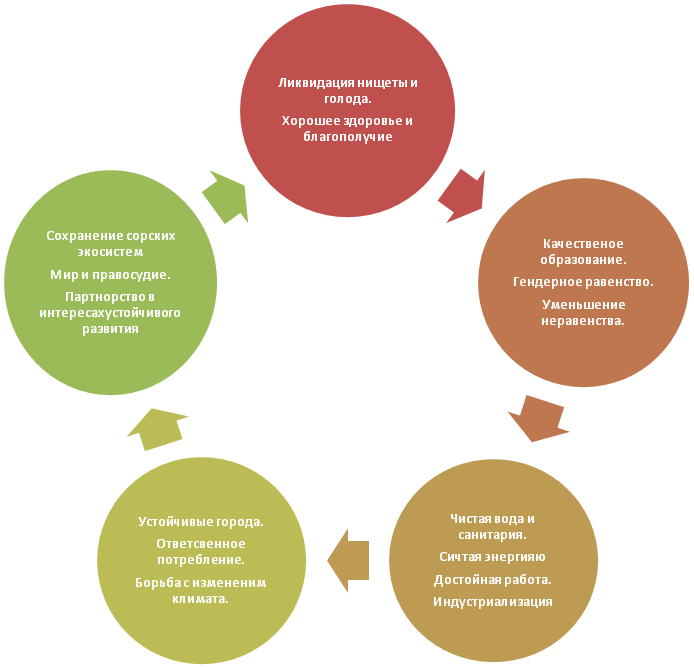 Ликвидация нищеты и
голода.
Хорошее здоровье и
благополучие
Качественое
образование.
Гендерное равенство.
Уменьшение
неравенства.
Чистая вода и
санитария.
Сичтая энергияю
Достойная работа.
Индустриализация
Устойчивые города.
Ответсвенное
потребление.
Борьба с измененим
климата.
Сохранение сорских
экосистем
Мир и правосудие.
Партнорство в
интересахустойчивого
развития